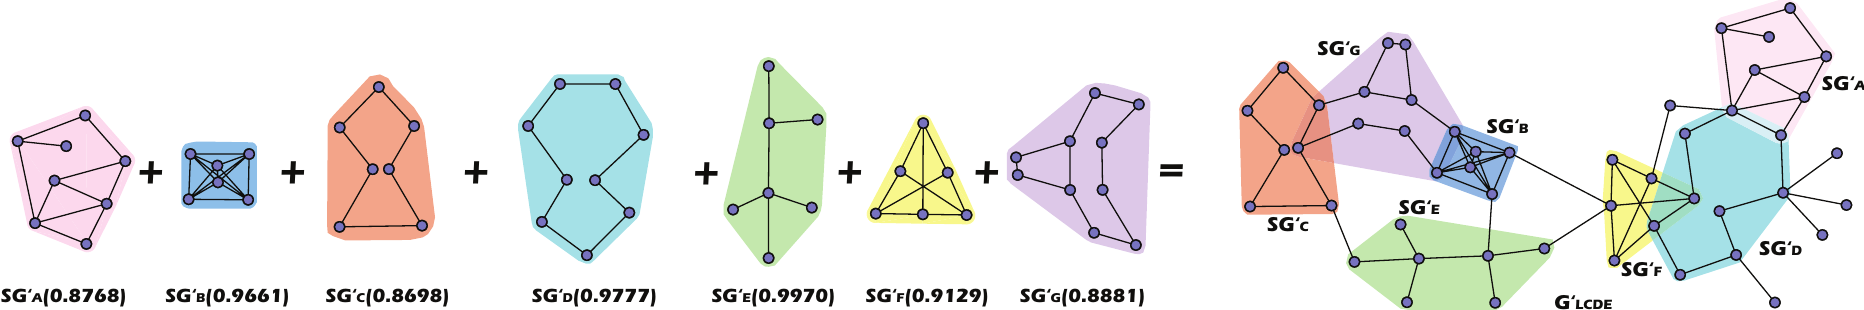 + + + + + + =
SG'A(0.8768) SG'B(0.9661) SG'C(0.8698) SG'D(0.9777) SG'E(0.9970) SG'F(0.9129) SG'G(0.8881)
SG'G
SG'A
SG'B
SG'E
SG'C
SG'D
SG'F
G'LCDE